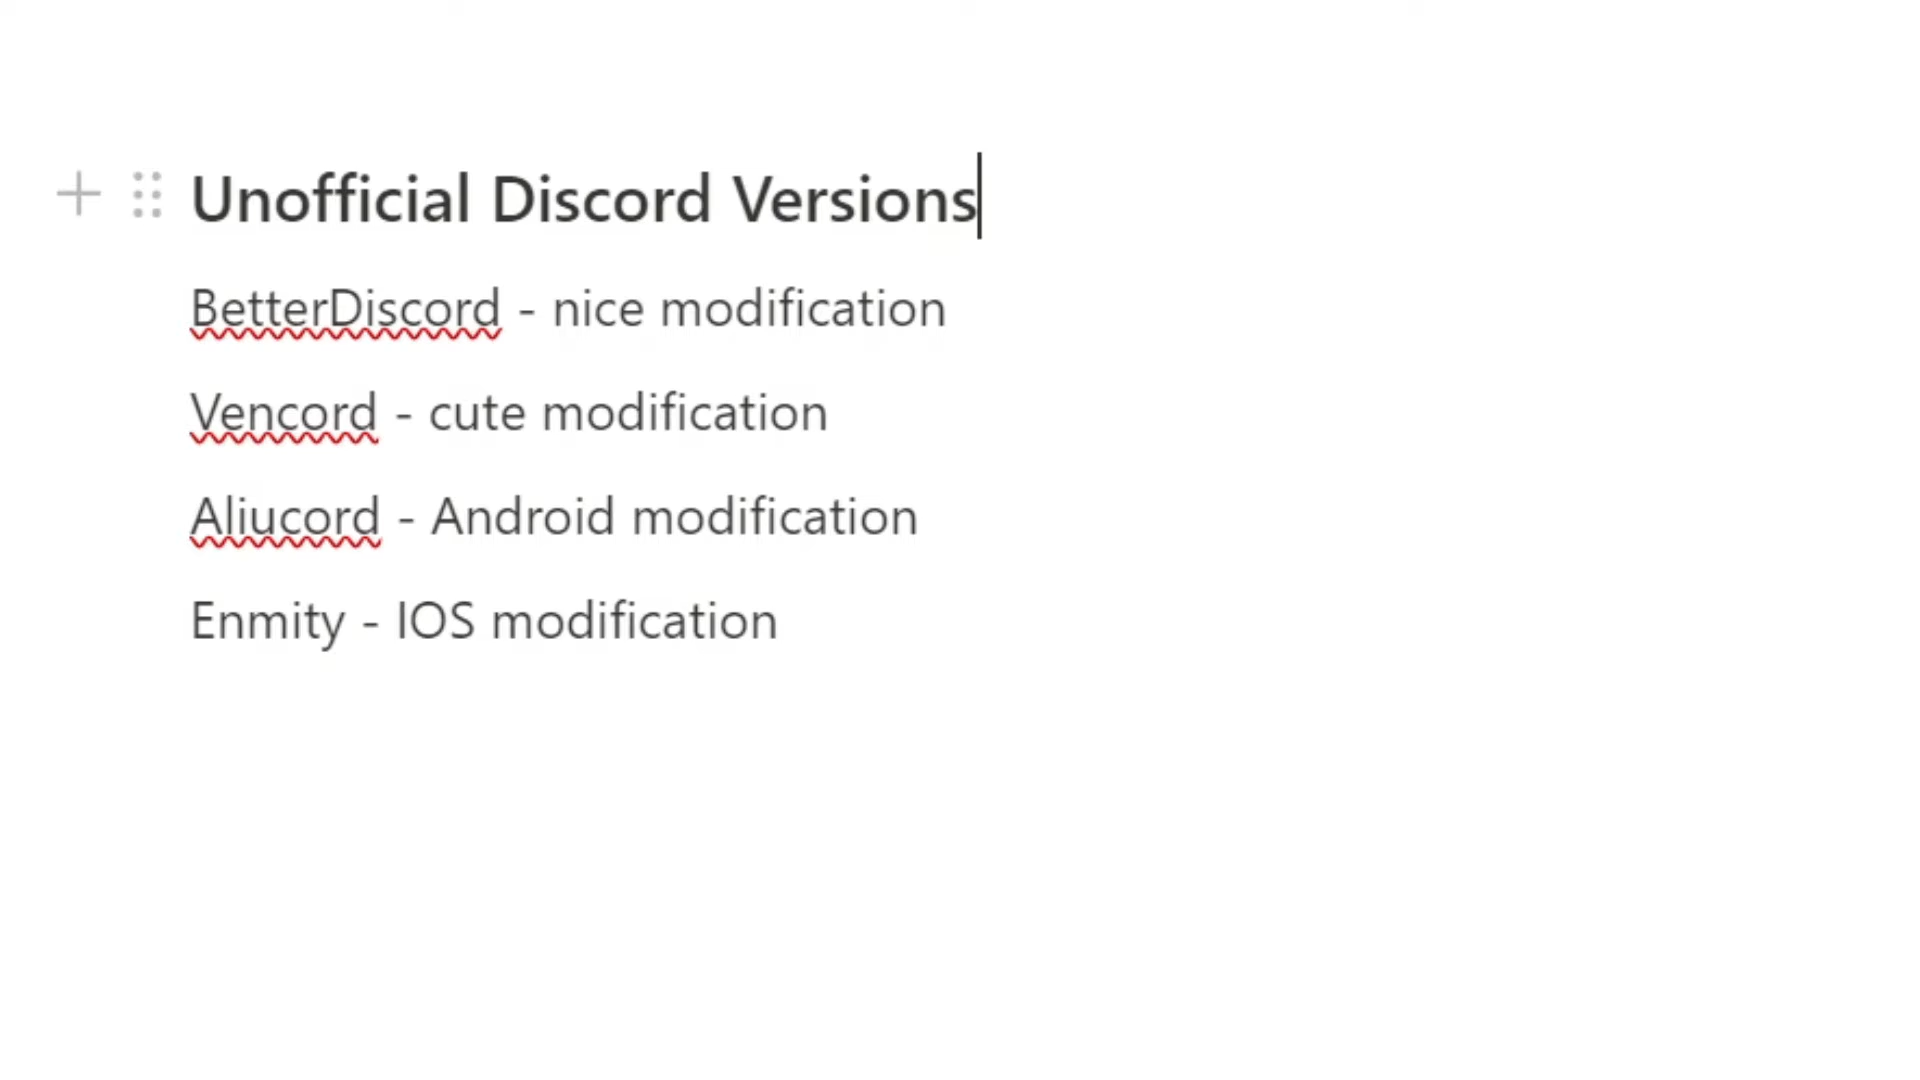 Unofficial Discord Versions
BetterDiscord - nice modification
Vencord - cute modification
Aliucord - Android modification
Enmity - IOS modification